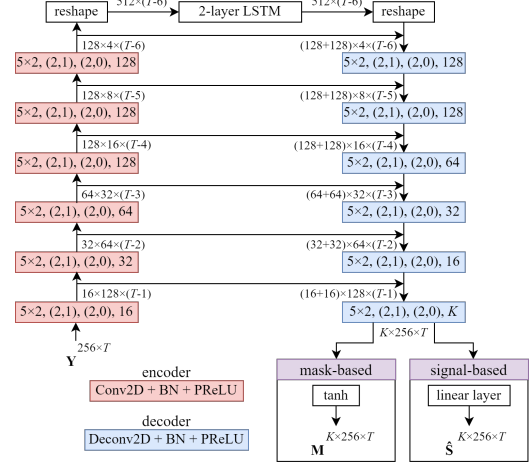 512×(T-6)
512×(T-6)
reshape
2-layer LSTM
reshape
128×4×(T-6)
(128+128)×4×(T-6)
5×2, (2,1), (2,0), 128
5×2, (2,1), (2,0), 128
128×8×(T-5)
(128+128)×8×(T-5)
5×2, (2,1), (2,0), 128
5×2, (2,1), (2,0), 128
128×16×(T-4)
(128+128)×16×(T-4)
5×2, (2,1), (2,0), 128
5×2, (2,1), (2,0), 64
64×32×(T-3)
(64+64)×32×(T-3)
5×2, (2,1), (2,0), 64
5×2, (2,1), (2,0), 32
32×64×(T-2)
(32+32)×64×(T-2)
5×2, (2,1), (2,0), 32
5×2, (2,1), (2,0), 16
16×128×(T-1)
(16+16)×128×(T-1)
5×2, (2,1), (2,0), 16
5×2, (2,1), (2,0), K
256×T
Y
K×256×T
encoder
Conv2D + BN + PReLU
decoder
Deconv2D + BN + PReLU
mask-based
tanh
K×256×T
M
signal-based
linear layer
K×256×T
Ŝ